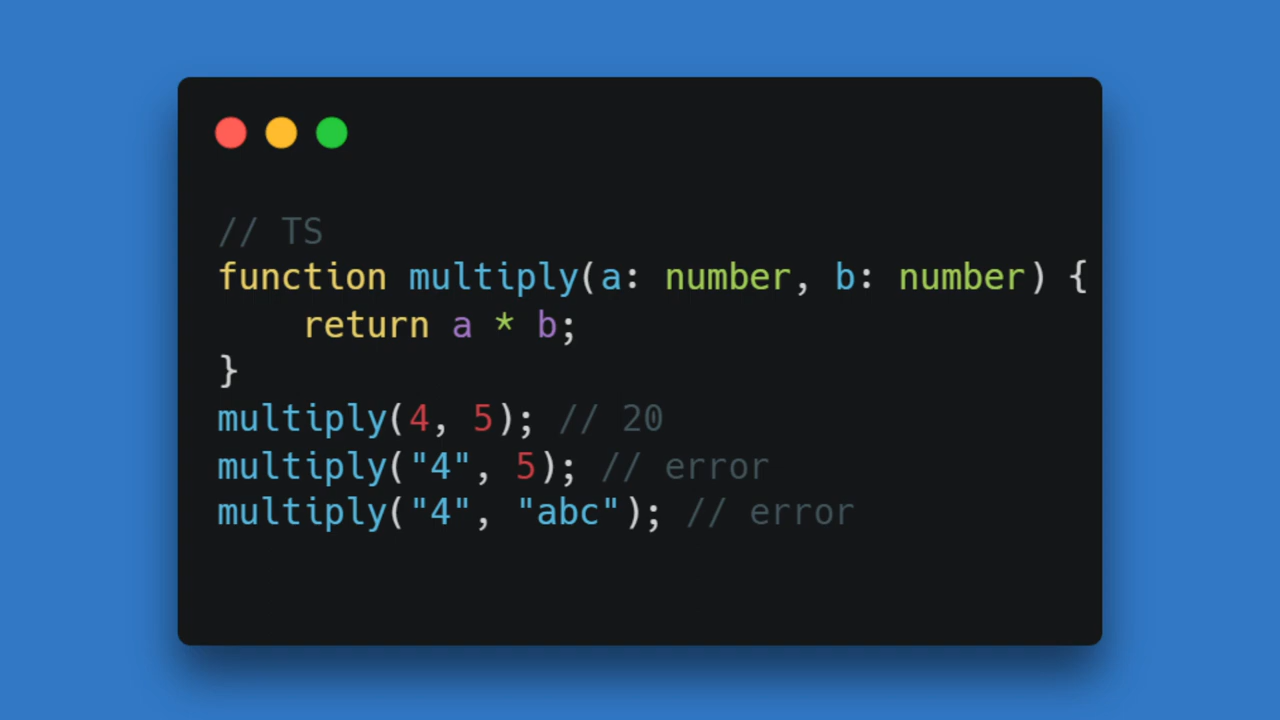 // TS
function multiply(a: number, b: number) {
    return a * b;
}
multiply(4, 5); // 20
multiply("4", 5); // error
multiply("4", "abc"); // error